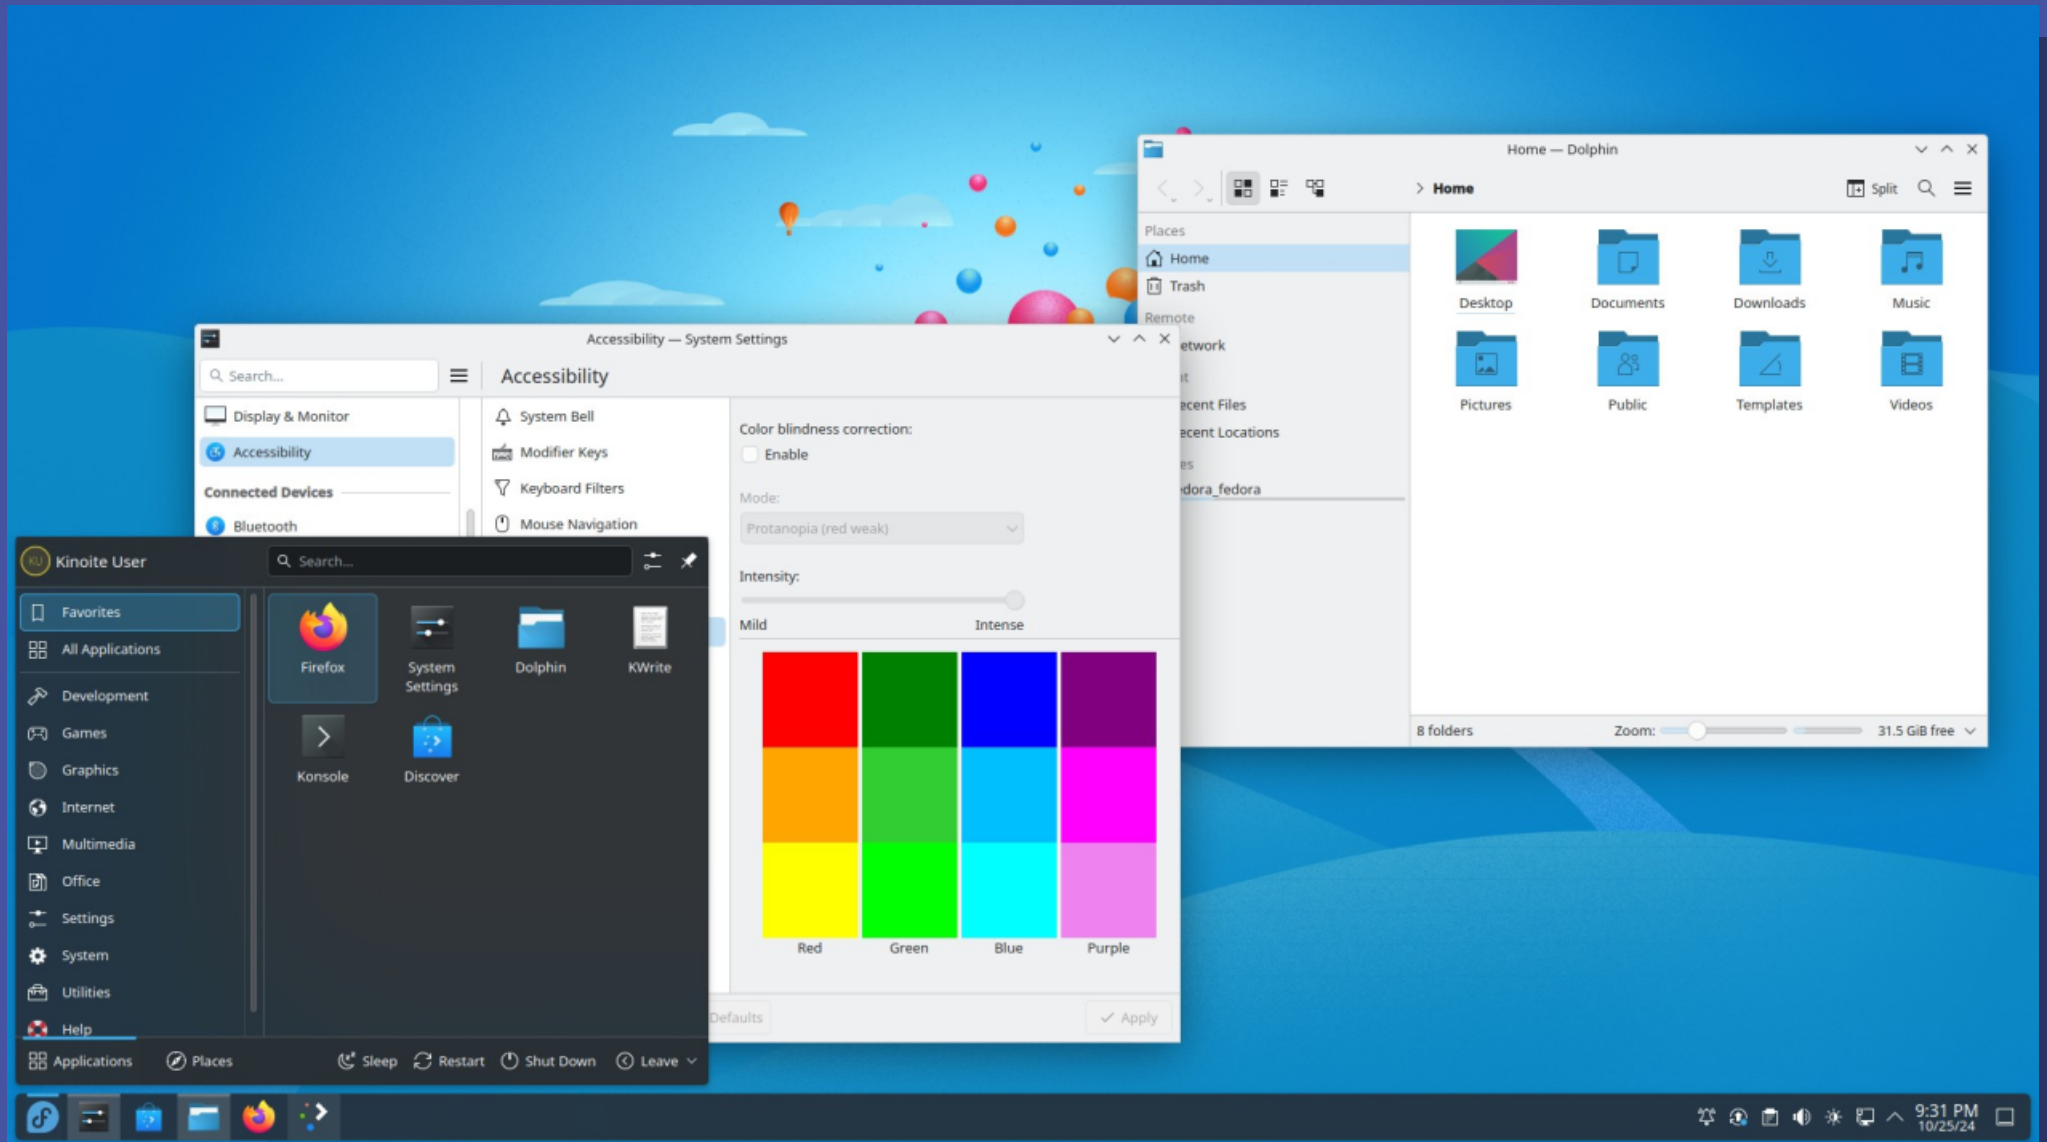 Home — Dolphin
Home
Split
Places
Home
Trash
Remote
etwork
nt
ecent Files
ecent Locations
es
edora_fedora
Desktop
Documents
Downloads
Music
Pictures
Public
Templates
Videos
8 folders
Zoom:
31.5 GiB free
Accessibility — System Settings
Search...
Accessibility
Display & Monitor
Accessibility
Connected Devices
Bluetooth
System Bell
Modifier Keys
Keyboard Filters
Mouse Navigation
Color blindness correction:
Enable
Mode:
Protanopia (red weak)
Intensity:
Mild
Intense
Red
Green
Blue
Purple
Defaults
Apply
KU
Kinoite User
Search...
Favorites
All Applications
Development
Games
Graphics
Internet
Multimedia
Office
Settings
System
Utilities
Help
Firefox
System
Settings
Dolphin
KWrite
Konsole
Discover
Applications
Places
Sleep
Restart
Shut Down
Leave
9:31 PM
10/25/24